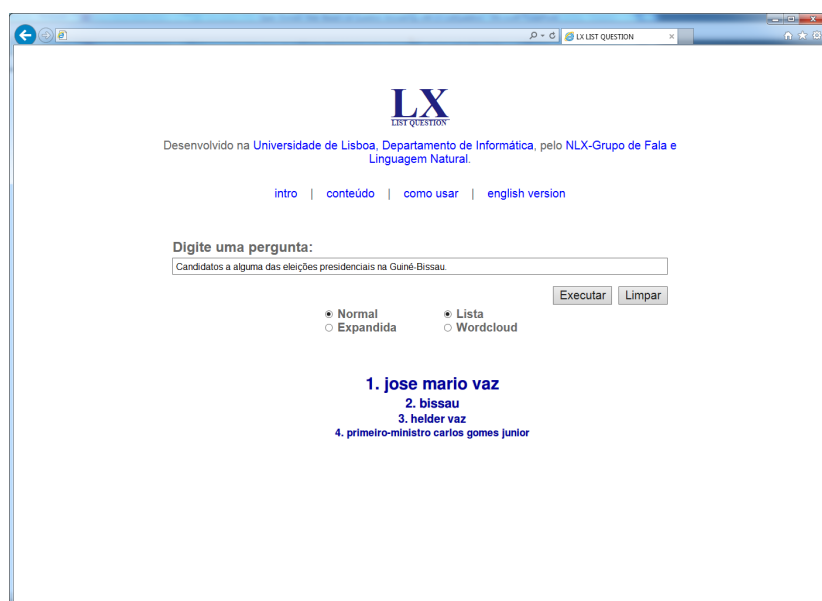 LX LIST QUESTION
LX
LIST QUESTION
Desenvolvido na Universidade de Lisboa, Departamento de Informática, pelo NLX-Grupo de Fala e
Linguagem Natural.
intro | conteúdo | como usar | english version
Digite uma pergunta:
Candidatos a alguma das eleições presidenciais na Guiné-Bissau.
Executar Limpar
Normal Lista
Expandida Wordcloud
1. jose mario vaz
2. bissau
3. helder vaz
4. primeiro-ministro carlos gomes junior